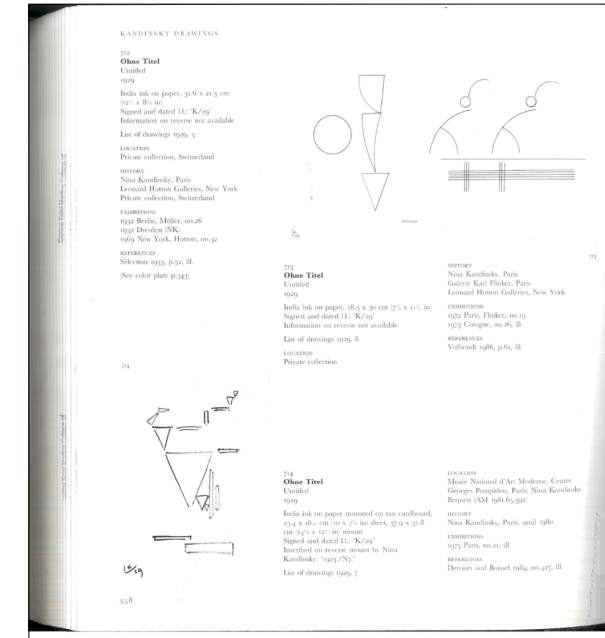 KANDINSKY DRAWINGS
712
Ohne Titel
Untitled
1929
India ink on paper, 31.6 x 21.3 cm
Signed and dated l.l.: 'K/29'
Information on reverse not available
List of drawings 1929, 5
LOCATION
Private collection, Switzerland
HISTORY
Nina Kandinsky, Paris
Leonard Hutton Galleries, New York
Private collection, Switzerland
EXHIBITIONS
1932 Berlin, Möller, no.26
1932 Dresden (NK)
1969 New York, Hutton, no.32
REFERENCES
Sélection 1933, p.52, ill.
(See color plate p.343)
713
713
Ohne Titel
Untitled
1929
India ink on paper, 18.5 x 30 cm
Signed and dated l.l.: 'K/29'
Information on reverse not available
List of drawings 1929, 6
LOCATION
Private collection
HISTORY
Nina Kandinsky, Paris
Galerie Karl Flinker, Paris
Leonard Hutton Galleries, New York
EXHIBITIONS
1972 Paris, Flinker, no.19
1973 Cologne, no.26, ill.
REFERENCES
Volboudt 1986, p.61, ill.
714
714
Ohne Titel
Untitled
1929
India ink on paper mounted on tan cardboard,
25.4 x 18.1 cm sheet, 37.9 x 31.8
cm mount
Signed and dated l.l.: 'K/29'
Inscribed on reverse mount by Nina
Kandinsky:
List of drawings 1929, 7
LOCATION
Musée National d'Art Moderne, Centre
Georges Pompidou, Paris: Nina Kandinsky
Bequest (AM 1981.65.392)
HISTORY
Nina Kandinsky, Paris, until 1980
EXHIBITIONS
1975 Paris, no.21, ill.
REFERENCES
Derouet and Boissel 1984, no.427, ill.
358